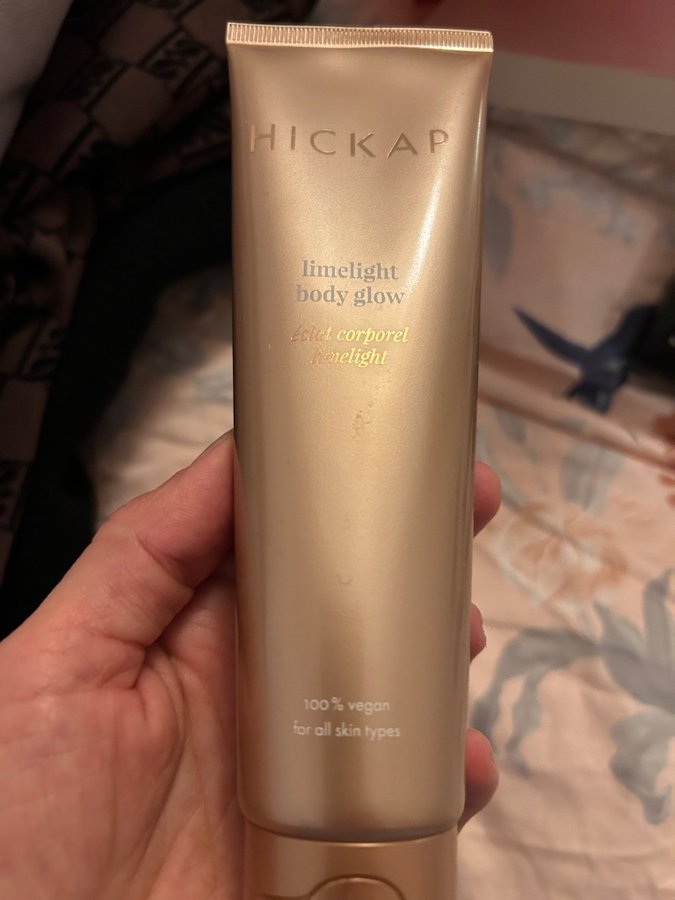 HICKAP
limelight
body glow
éclat corporel
limelight
100% vegan
for all skin types